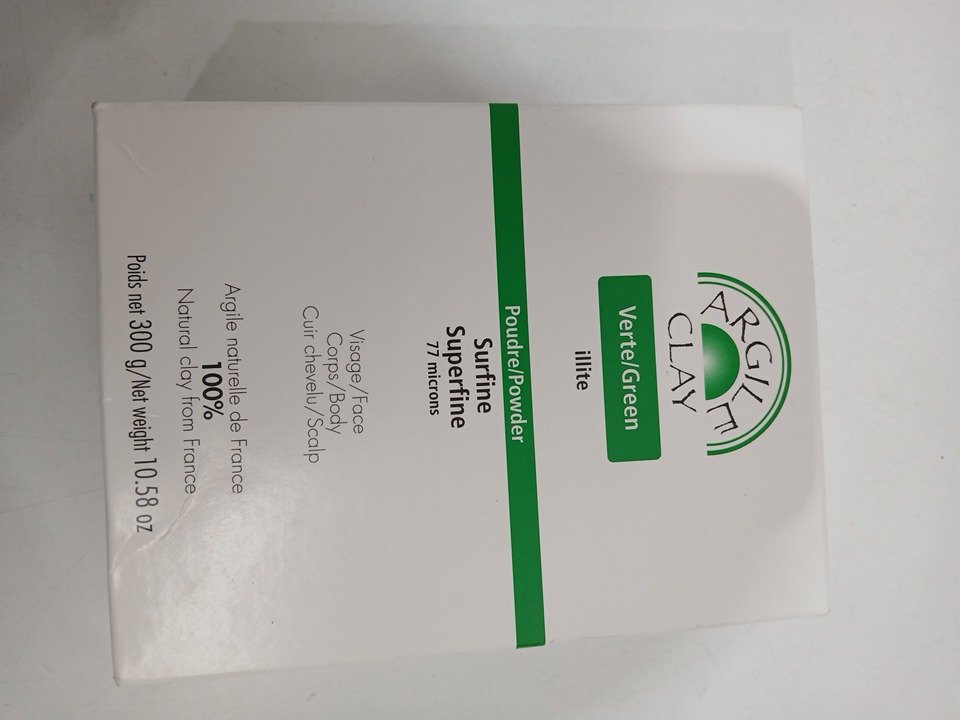 ARGILE
CLAY
Verte/Green
illite
Poudre/Powder
Surfine
Superfine
77 microns
Visage/Face
Corps/Body
Cuir chevelu/Scalp
Argile naturelle de France
100%
Natural clay from France
Poids net 300 g/Net weight 10.58 oz